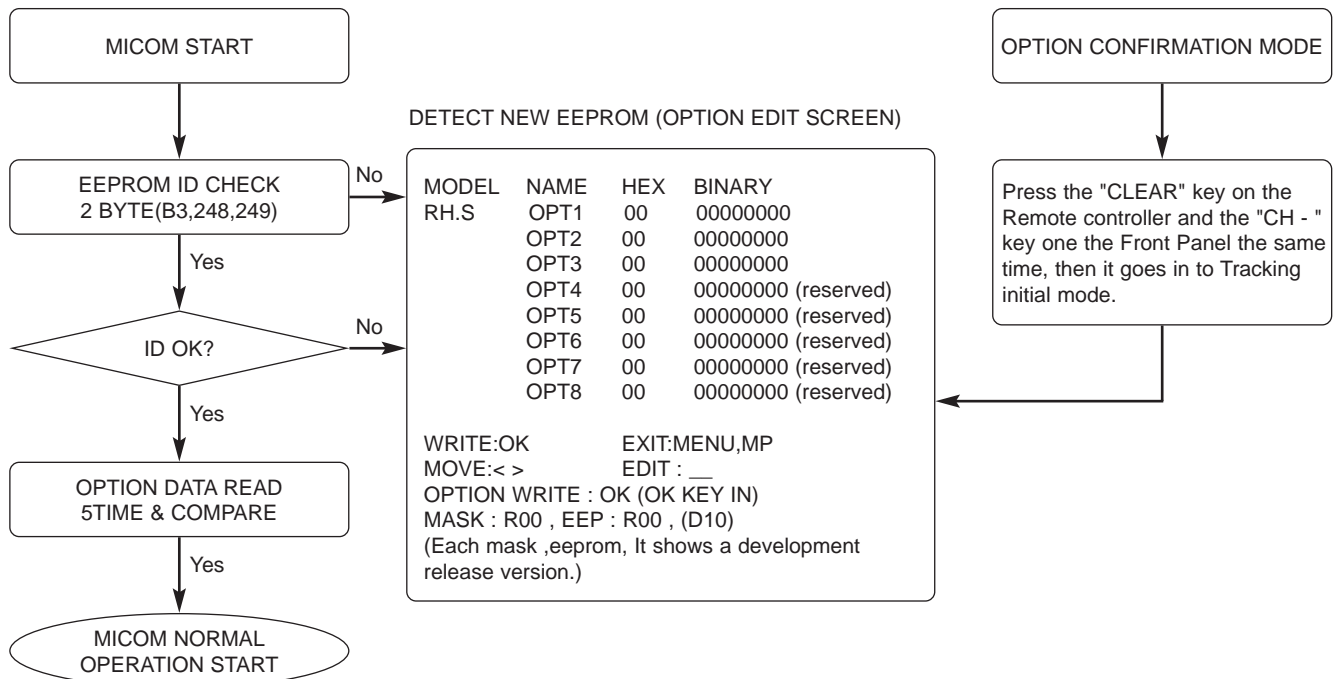 MICOM START
EEPROM ID CHECK
2 BYTE(B3,248,249)
No
Yes
ID OK?
No
Yes
OPTION DATA READ
5TIME & COMPARE
Yes
MICOM NORMAL
OPERATION START
DETECT NEW EEPROM (OPTION EDIT SCREEN)
MODEL NAME HEX BINARY
RH.S OPT1 00 00000000
OPT2 00 00000000
OPT3 00 00000000
OPT4 00 00000000 (reserved)
OPT5 00 00000000 (reserved)
OPT6 00 00000000 (reserved)
OPT7 00 00000000 (reserved)
OPT8 00 00000000 (reserved)
WRITE:OK EXIT:MENU,MP
MOVE:< > EDIT : __
OPTION WRITE : OK (OK KEY IN)
MASK : R00 , EEP : R00 , (D10)
(Each mask ,eeprom, It shows a development
release version.)
OPTION CONFIRMATION MODE
Press the "CLEAR" key on the
Remote controller and the "CH - "
key one the Front Panel the same
time, then it goes in to Tracking
initial mode.